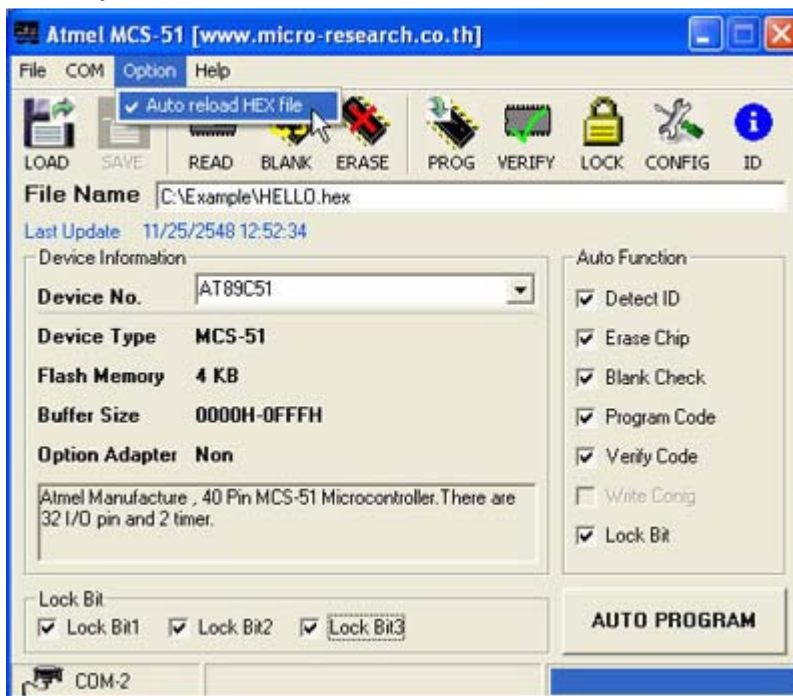 Atmel MCS-51 [www.micro-research.co.th]
File COM Option Help
Auto reload HEX file
LOAD SAVE READ BLANK ERASE PROG VERIFY LOCK CONFIG ID
File Name C:\Example\HELLO.hex
Last Update 11/25/2548 12:52:34
Device Information
Device No. AT89C51
Device Type MCS-51
Flash Memory 4 KB
Buffer Size 0000H-0FFFH
Option Adapter Non
Atmel Manufacture , 40 Pin MCS-51 Microcontroller.There are
32 I/O pin and 2 timer.
Auto Function
Detect ID
Erase Chip
Blank Check
Program Code
Verify Code
Write Conig
Lock Bit
Lock Bit
Lock Bit1 Lock Bit2 Lock Bit3
AUTO PROGRAM
COM-2